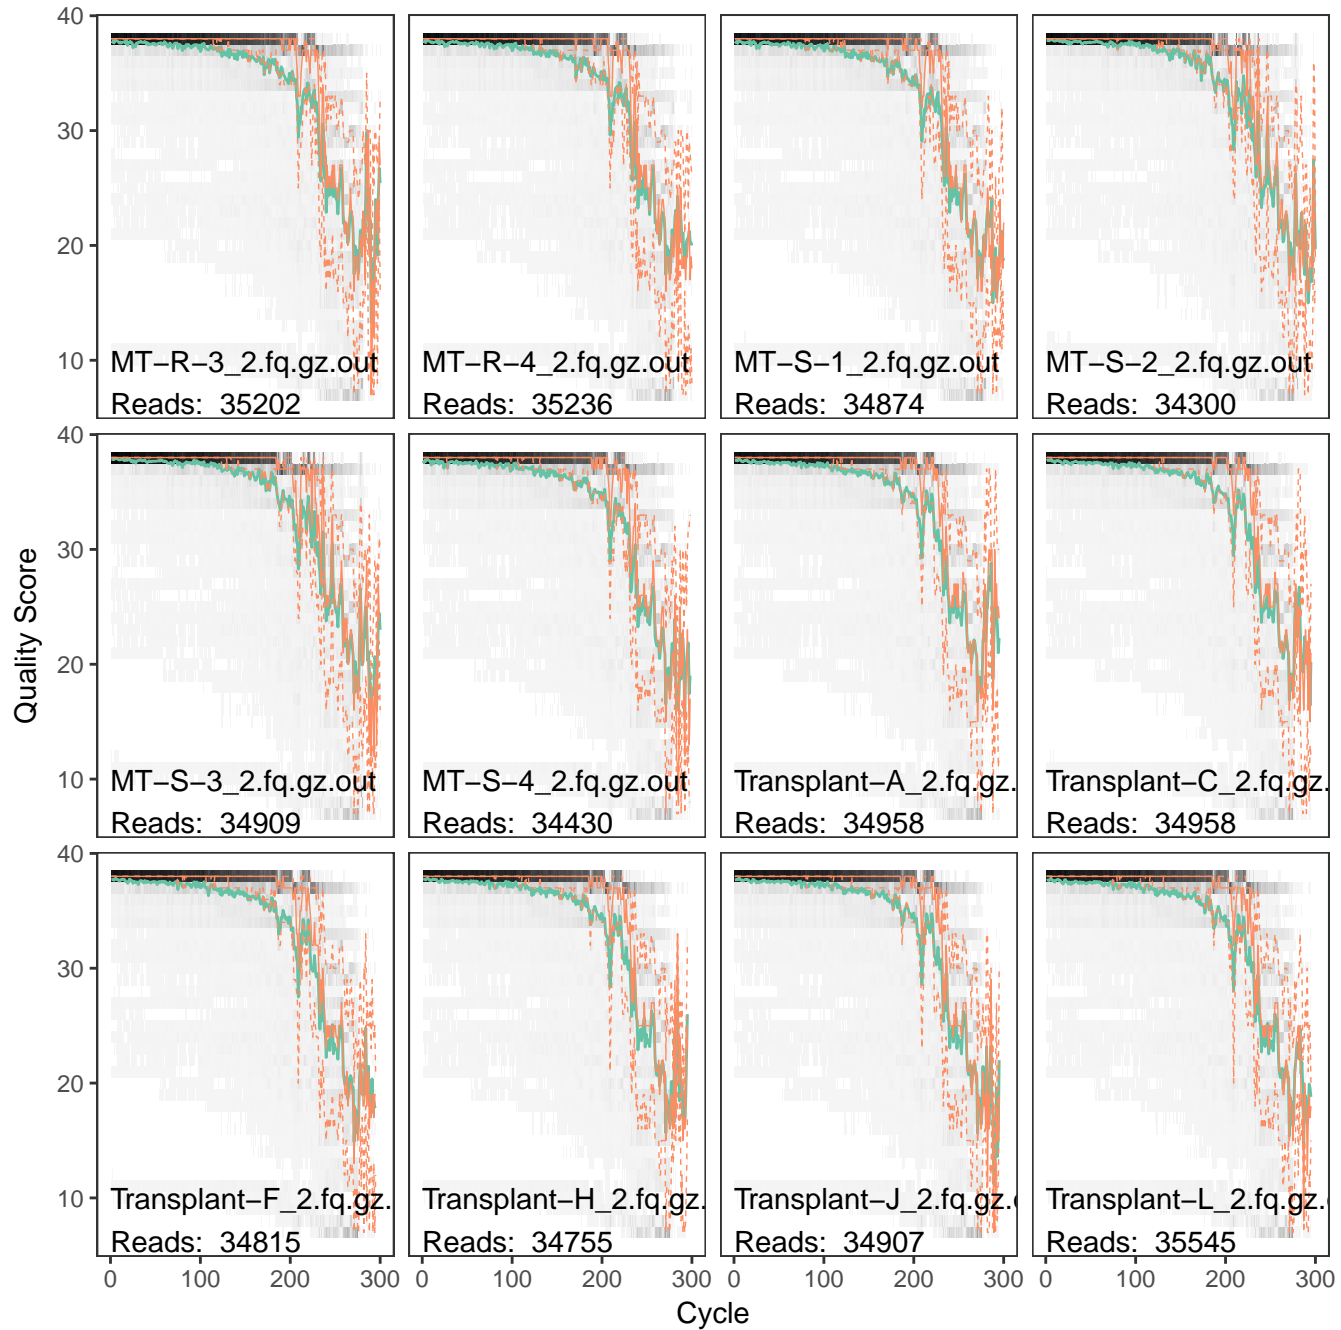 40
30
20
10
MT−R−3_2.fq.gz.out
Reads: 35202
MT−R−4_2.fq.gz.out
Reads: 35236
MT−S−1_2.fq.gz.out
Reads: 34874
MT−S−2_2.fq.gz.out
Reads: 34300
40
30
20
10
MT−S−3_2.fq.gz.out
Reads: 34909
MT−S−4_2.fq.gz.out
Reads: 34430
Transplant−A_2.fq.gz.
Reads: 34958
Transplant−C_2.fq.gz.
Reads: 34958
40
30
20
10
Transplant−F_2.fq.gz.
Reads: 34815
Transplant−H_2.fq.gz.
Reads: 34755
Transplant−J_2.fq.gz.
Reads: 34907
Transplant−L_2.fq.gz.
Reads: 35545
0 100 200 300
0 100 200 300
0 100 200 300
0 100 200 300
Cycle
Quality Score